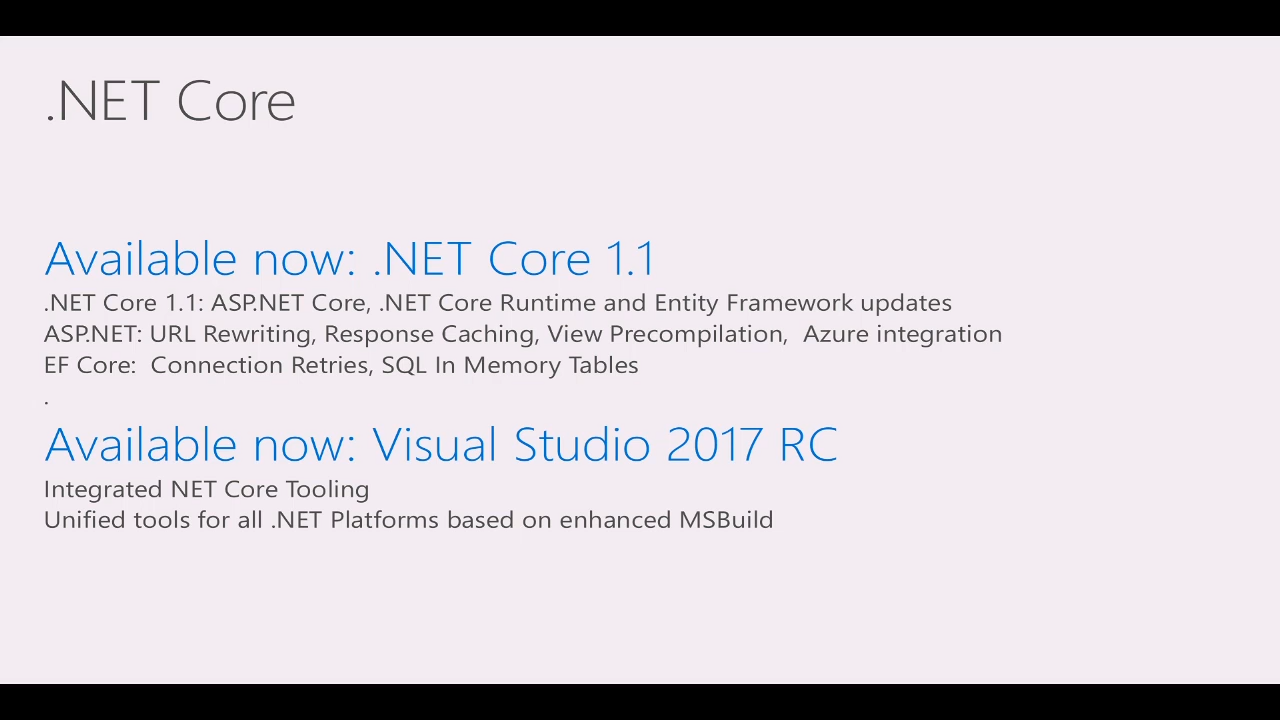 .NET Core
Available now: .NET Core 1.1
.NET Core 1.1: ASP.NET Core, .NET Core Runtime and Entity Framework updates
ASP.NET: URL Rewriting, Response Caching, View Precompilation,  Azure integration
EF Core:  Connection Retries, SQL In Memory Tables
.
Available now: Visual Studio 2017 RC
Integrated NET Core Tooling
Unified tools for all .NET Platforms based on enhanced MSBuild